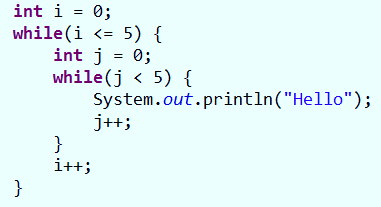 int i = 0;
while(i <= 5) {
    int j = 0;
    while(j < 5) {
        System.out.println("Hello");
        j++;
    }
    i++;
}